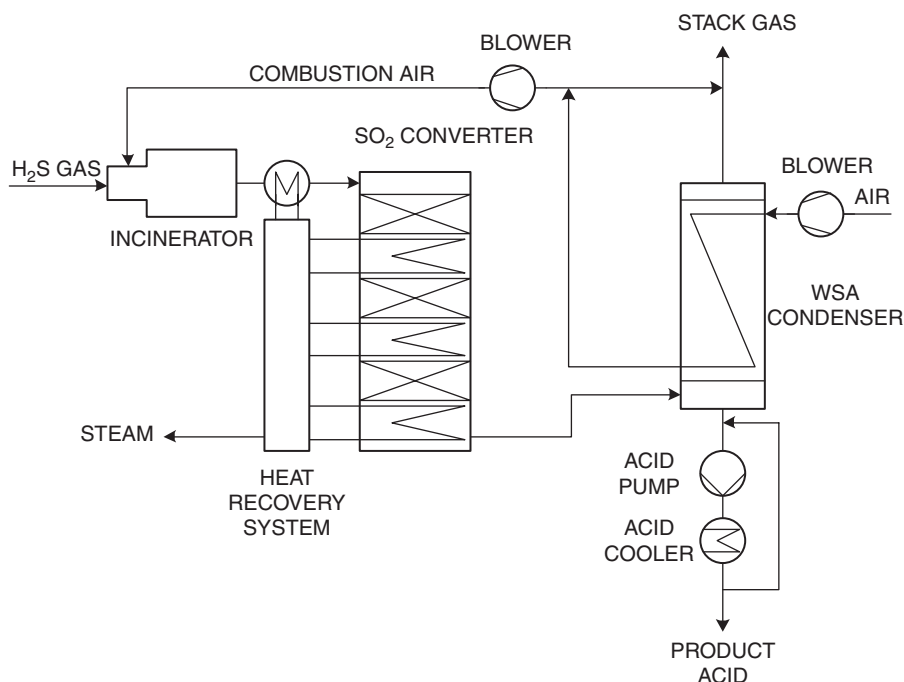 STACK GAS
BLOWER
COMBUSTION AIR
SO₂ CONVERTER
H₂S GAS
BLOWER
AIR
INCINERATOR
WSA
CONDENSER
STEAM
HEAT
RECOVERY
SYSTEM
ACID
PUMP
ACID
COOLER
PRODUCT
ACID